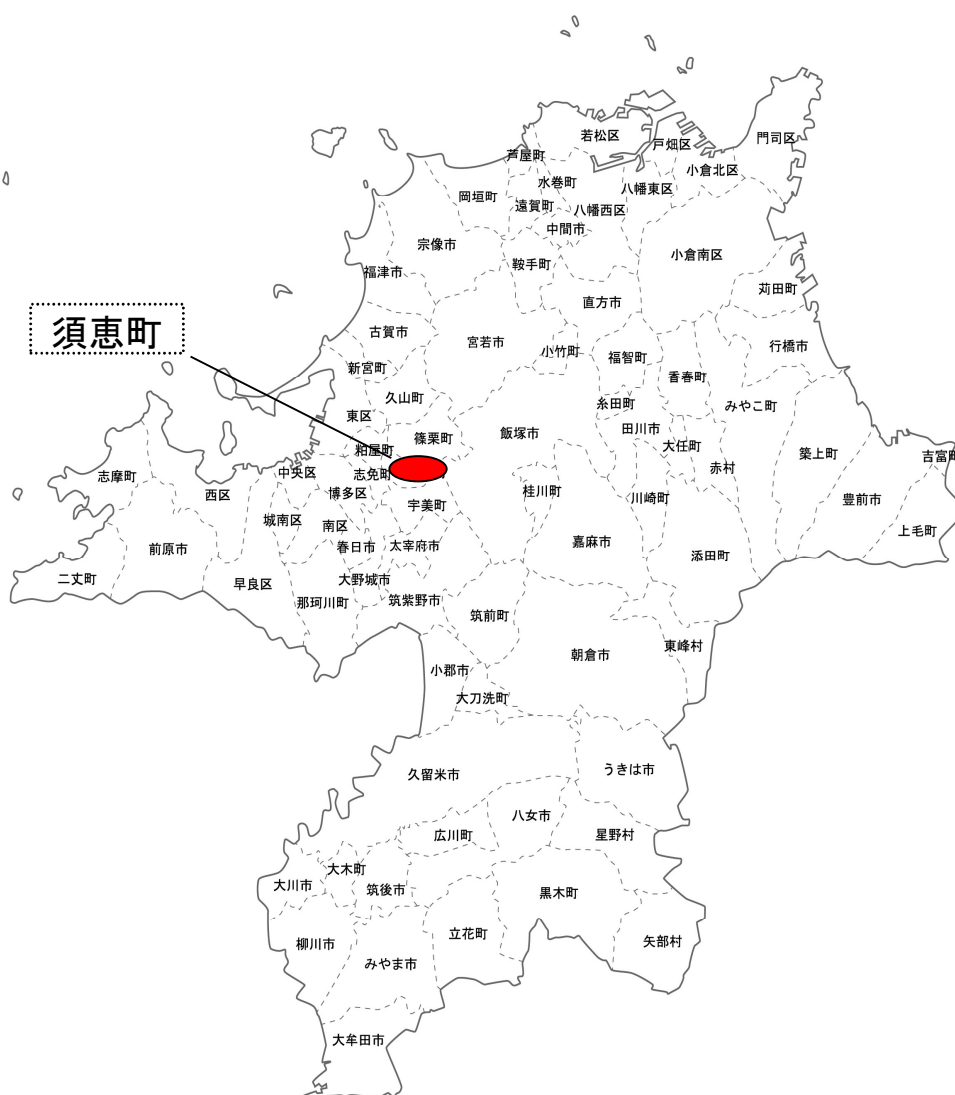 若松区
門司区
戸畑区
芦屋町
小倉北区
水巻町
八幡東区
岡垣町
遠賀町
八幡西区
中間市
宗像市
小倉南区
鞍手町
福津市
苅田町
直方市
須恵町
古賀市
宮若市
行橋市
小竹町
福智町
新宮町
香春町
久山町
糸田町
みやこ町
東区
田川市
飯塚市
篠栗町
大任町
粕屋町
築上町
吉富町
赤村
志摩町
中央区
志免町
西区
博多区
桂川町
川崎町
豊前市
宇美町
城南区
南区
上毛町
嘉麻市
前原市
春日市
太宰府市
添田町
二丈町
早良区
大野城市
那珂川町
筑紫野市
筑前町
東峰村
朝倉市
小郡市
大刀洗町
うきは市
久留米市
八女市
広川町
星野村
大木町
大川市
筑後市
黒木町
立花町
矢部村
柳川市
みやま市
大牟田市